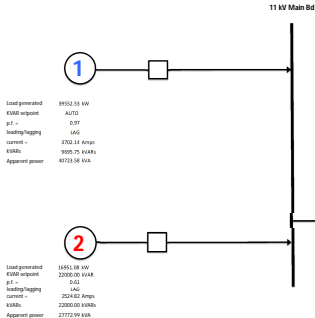 11 kV Main Bd
1
Load generated 39552.53 kW
KVAR setpoint AUTO
p.f. = 0.97
leading/lagging LAG
current = 3702.14 Amps
kVARs 9695.75 kVARs
Apparent power 40723.58 kVA
2
Load generated 16951.08 kW
KVAR setpoint 22000.00 kVAR
p.f. = 0.61
leading/lagging LAG
current = 2524.82 Amps
kVARs 22000.00 kVARs
Apparent power 27772.99 kVA